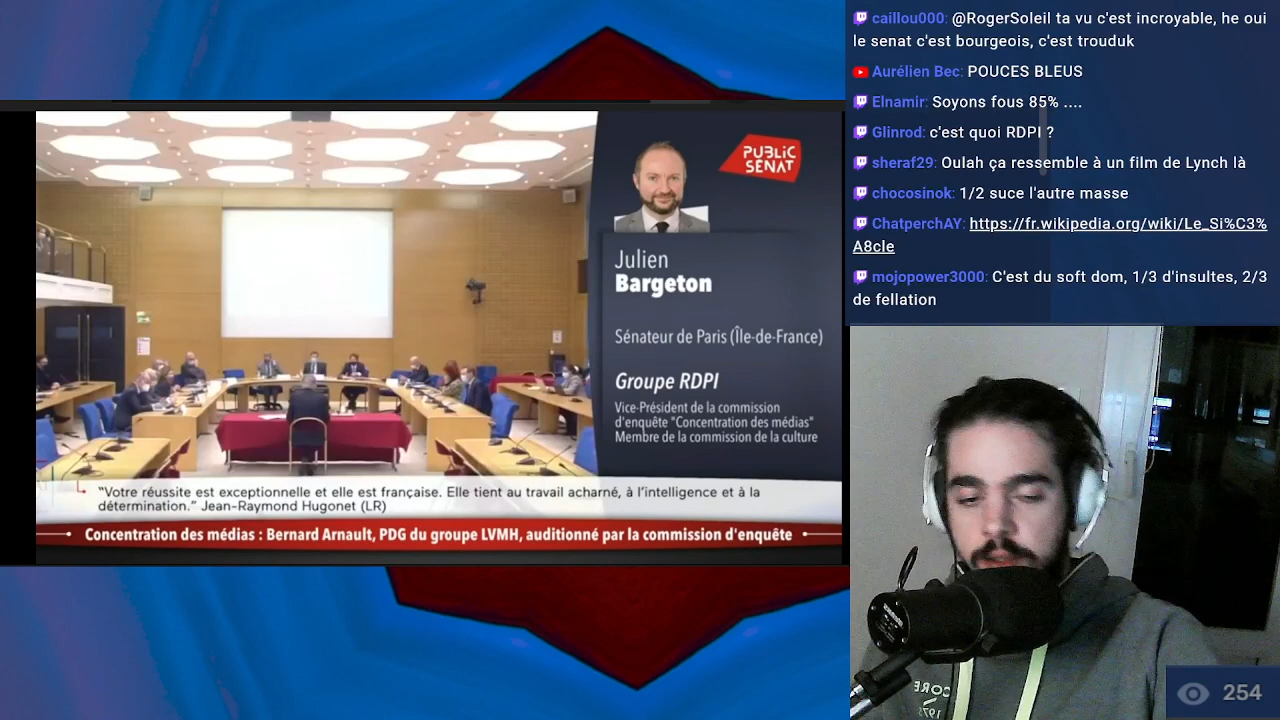 caillou000: @RogerSoleil ta vu c'est incroyable, he oui
le senat c'est bourgeois, c'est trouduk
Aurélien Bec: POUCES BLEUS
Elnamir: Soyons fous 85% ....
Glinrod: c'est quoi RDPI ?
sheraf29: Oulah ça ressemble à un film de Lynch là
chocosinok: 1/2 suce l'autre masse
ChatperchAY: https://fr.wikipedia.org/wiki/Le_Si%C3%
A8cle
mojopower3000: C'est du soft dom, 1/3 d'insultes, 2/3
de fellation
PUBLiC
SÉNAT
Julien
Bargeton
Sénateur de Paris (Île-de-France)
Groupe RDPI
Vice-Président de la commission
d'enquête "Concentration des médias"
Membre de la commission de la culture
"Votre réussite est exceptionnelle et elle est française. Elle tient au travail acharné, à l'intelligence et à la
détermination." Jean-Raymond Hugonet (LR)
Concentration des médias : Bernard Arnault, PDG du groupe LVMH, auditionné par la commission d'enquête
254